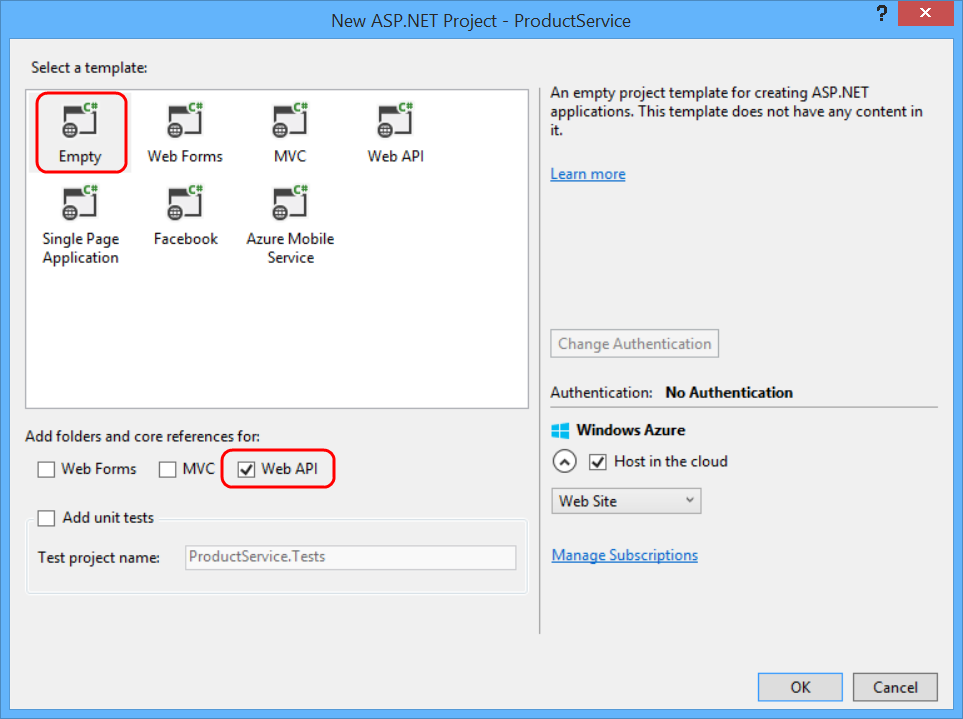 New ASP.NET Project - ProductService
?
Select a template:
C# C# C# C#
Empty Web Forms MVC Web API
C# C# C#
Single Page Facebook Azure Mobile
Application Service
An empty project template for creating ASP.NET
applications. This template does not have any content in
it.
Learn more
Change Authentication
Authentication: No Authentication
Windows Azure
Host in the cloud
Web Site
Manage Subscriptions
Add folders and core references for:
Web Forms MVC Web API
Add unit tests
Test project name: ProductService.Tests
OK Cancel